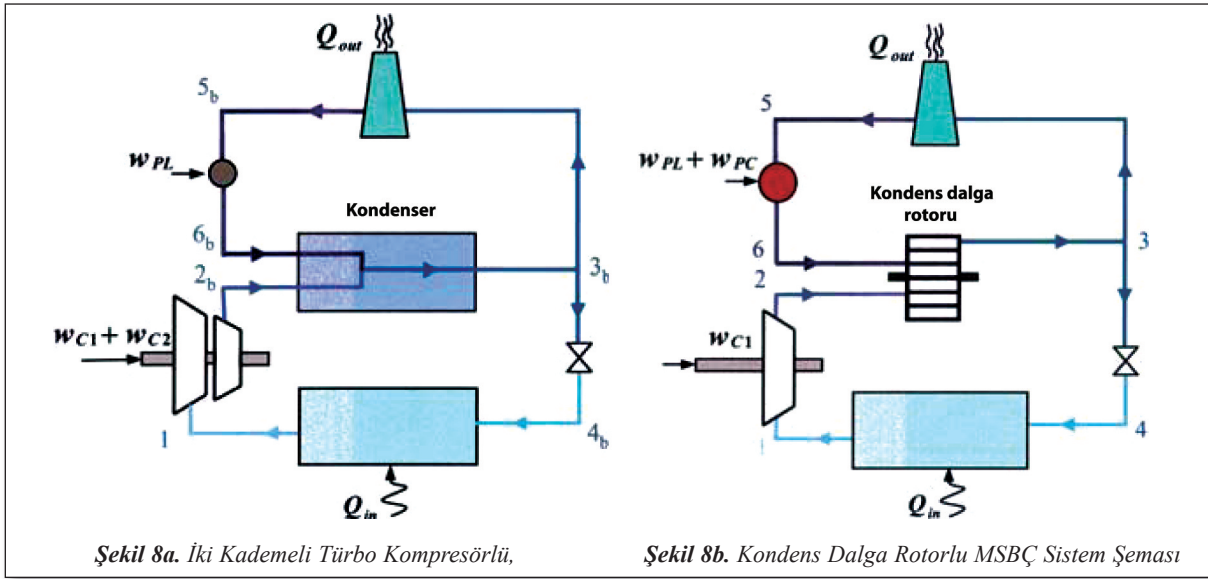 Q_out
5_b
w_PL
Kondenser
6_b
2_b
3_b
w_C1 + w_C2
1
4_b
Q_in
Şekil 8a. İki Kademeli Türbo Kompresörlü,
Q_out
5
w_PL + w_PC
Kondens dalga
rotoru
6
2
3
w_C1
1
4
Q_in
Şekil 8b. Kondens Dalga Rotorlu MSBÇ Sistem Şeması